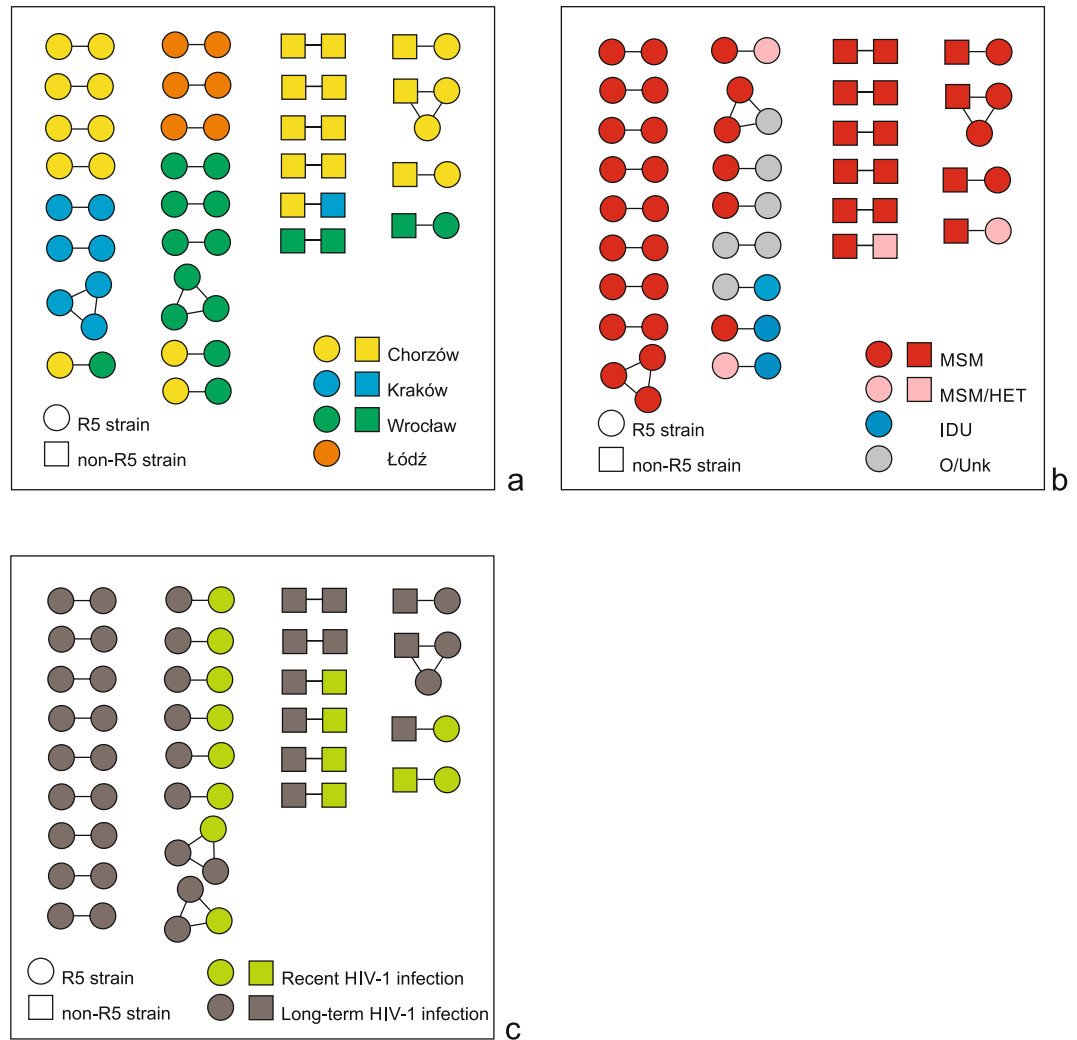 Chorzów
Kraków
R5 strain
Wrocław
non-R5 strain
Łódź
a
MSM
MSM/HET
R5 strain
IDU
non-R5 strain
O/Unk
b
R5 strain
Recent HIV-1 infection
non-R5 strain
Long-term HIV-1 infection
c